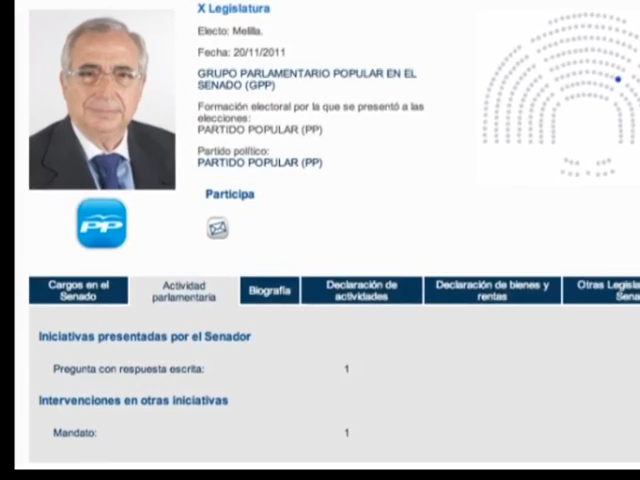 X Legislatura
Electo: Melilla.
Fecha: 20/11/2011
GRUPO PARLAMENTARIO POPULAR EN EL
SENADO (GPP)
Formación electoral por la que se presentó a las
elecciones:
PARTIDO POPULAR (PP)
Partido político:
PARTIDO POPULAR (PP)
Participa
PP
Cargos en el
Senado
Actividad
parlamentaria
Biografía
Declaración de
actividades
Declaración de bienes y
rentas
Otras Legisla
Sena
Iniciativas presentadas por el Senador
Pregunta con respuesta escrita: 1
Intervenciones en otras iniciativas
Mandato: 1